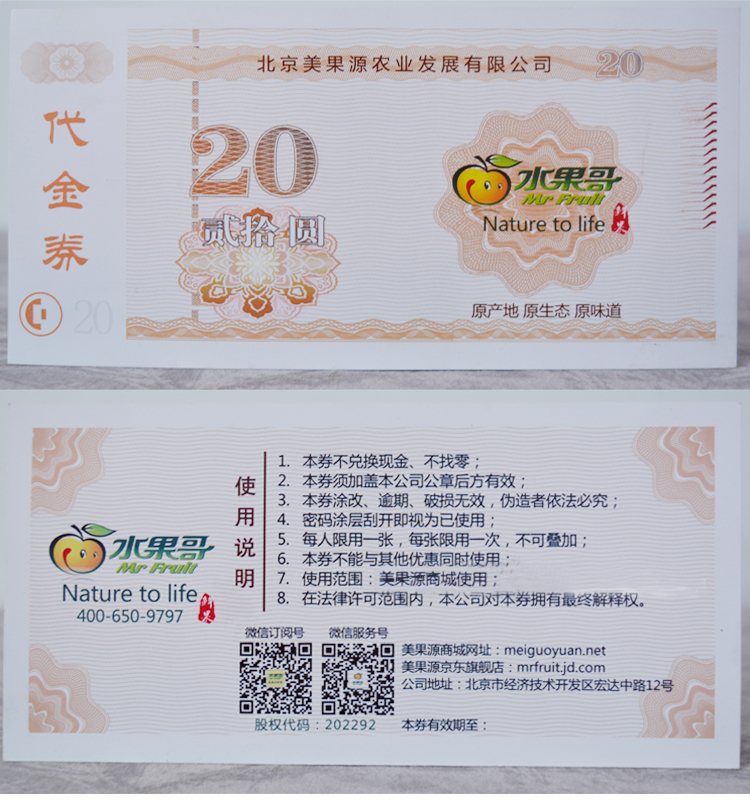 北京美果源农业发展有限公司
20
代金券
20
贰拾圆
水果哥
Mr Fruit
Nature to life
原产地 原生态 原味道
20
使用说明
1. 本券不兑换现金、不找零；
2. 本券须加盖本公司公章后方有效；
3. 本券涂改、逾期、破损无效，伪造者依法必究；
4. 密码涂层刮开即视为已使用；
5. 每人限用一张，每张限用一次，不可叠加；
6. 本券不能与其他优惠同时使用；
7. 使用范围：美果源商城使用；
8. 在法律许可范围内，本公司对本券拥有最终解释权。
水果哥
Mr Fruit
Nature to life
400-650-9797
微信订阅号 微信服务号
美果源商城网址：meiguoyuan.net
美果源京东旗舰店：mrfruit.jd.com
公司地址：北京市经济技术开发区宏达中路12号
股权代码：202292
本券有效期至：